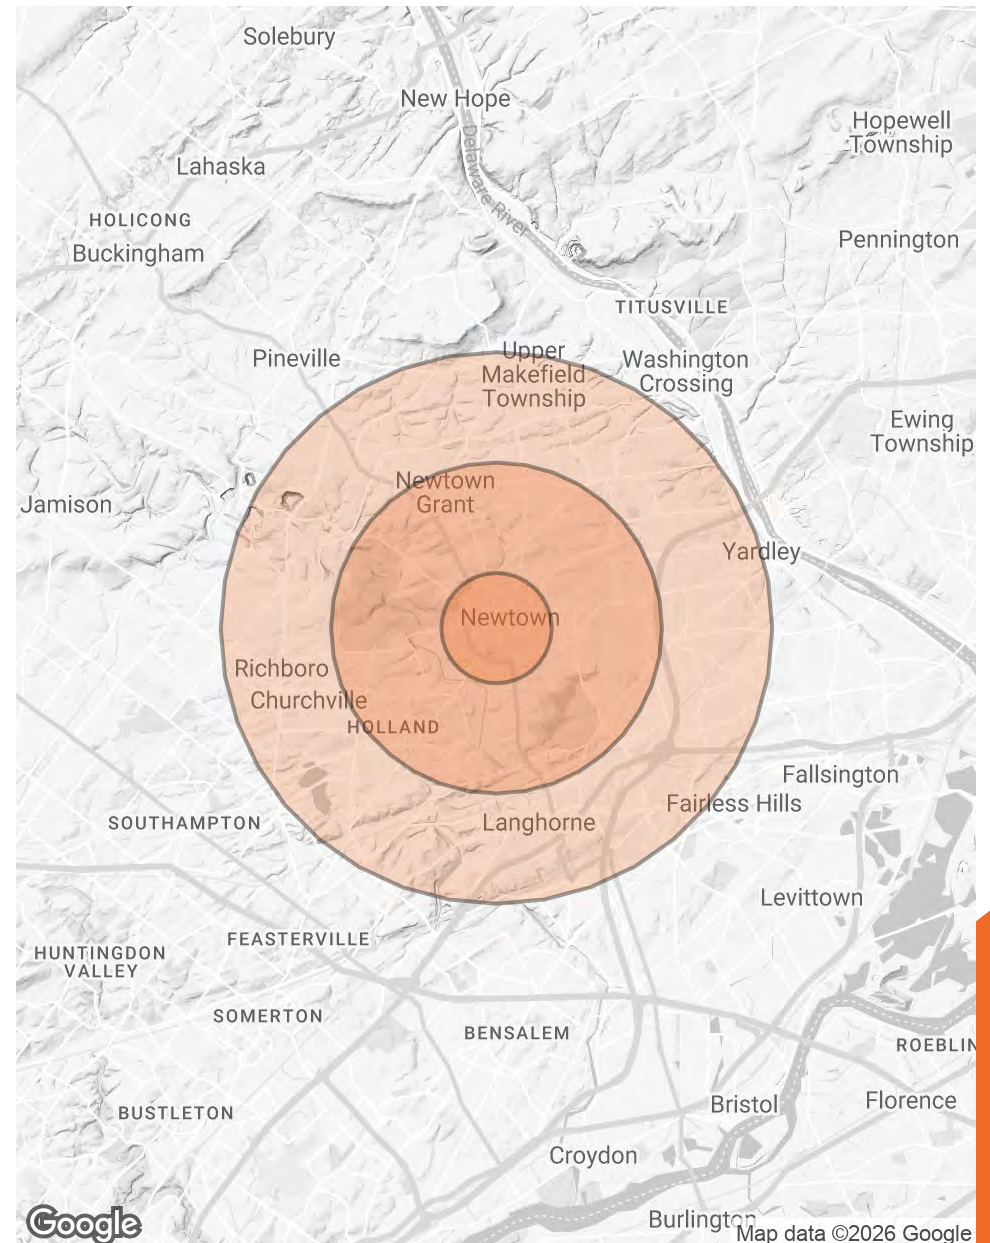 Solebury
New Hope
Hopewell
Township
Delaware River
Lahaska
HOLICONG
Buckingham
Pennington
TITUSVILLE
Pineville
Upper
Makefield
Township
Washington
Crossing
Ewing
Township
Newtown
Grant
Jamison
Yardley
Newtown
Richboro
Churchville
HOLLAND
Fallsington
Fairless Hills
SOUTHAMPTON
Langhorne
Levittown
FEASTERVILLE
HUNTINGDON
VALLEY
SOMERTON
BENSALEM
ROEBLIN
BUSTLETON
Bristol
Florence
Croydon
Burlington
Google
Map data ©2026 Google